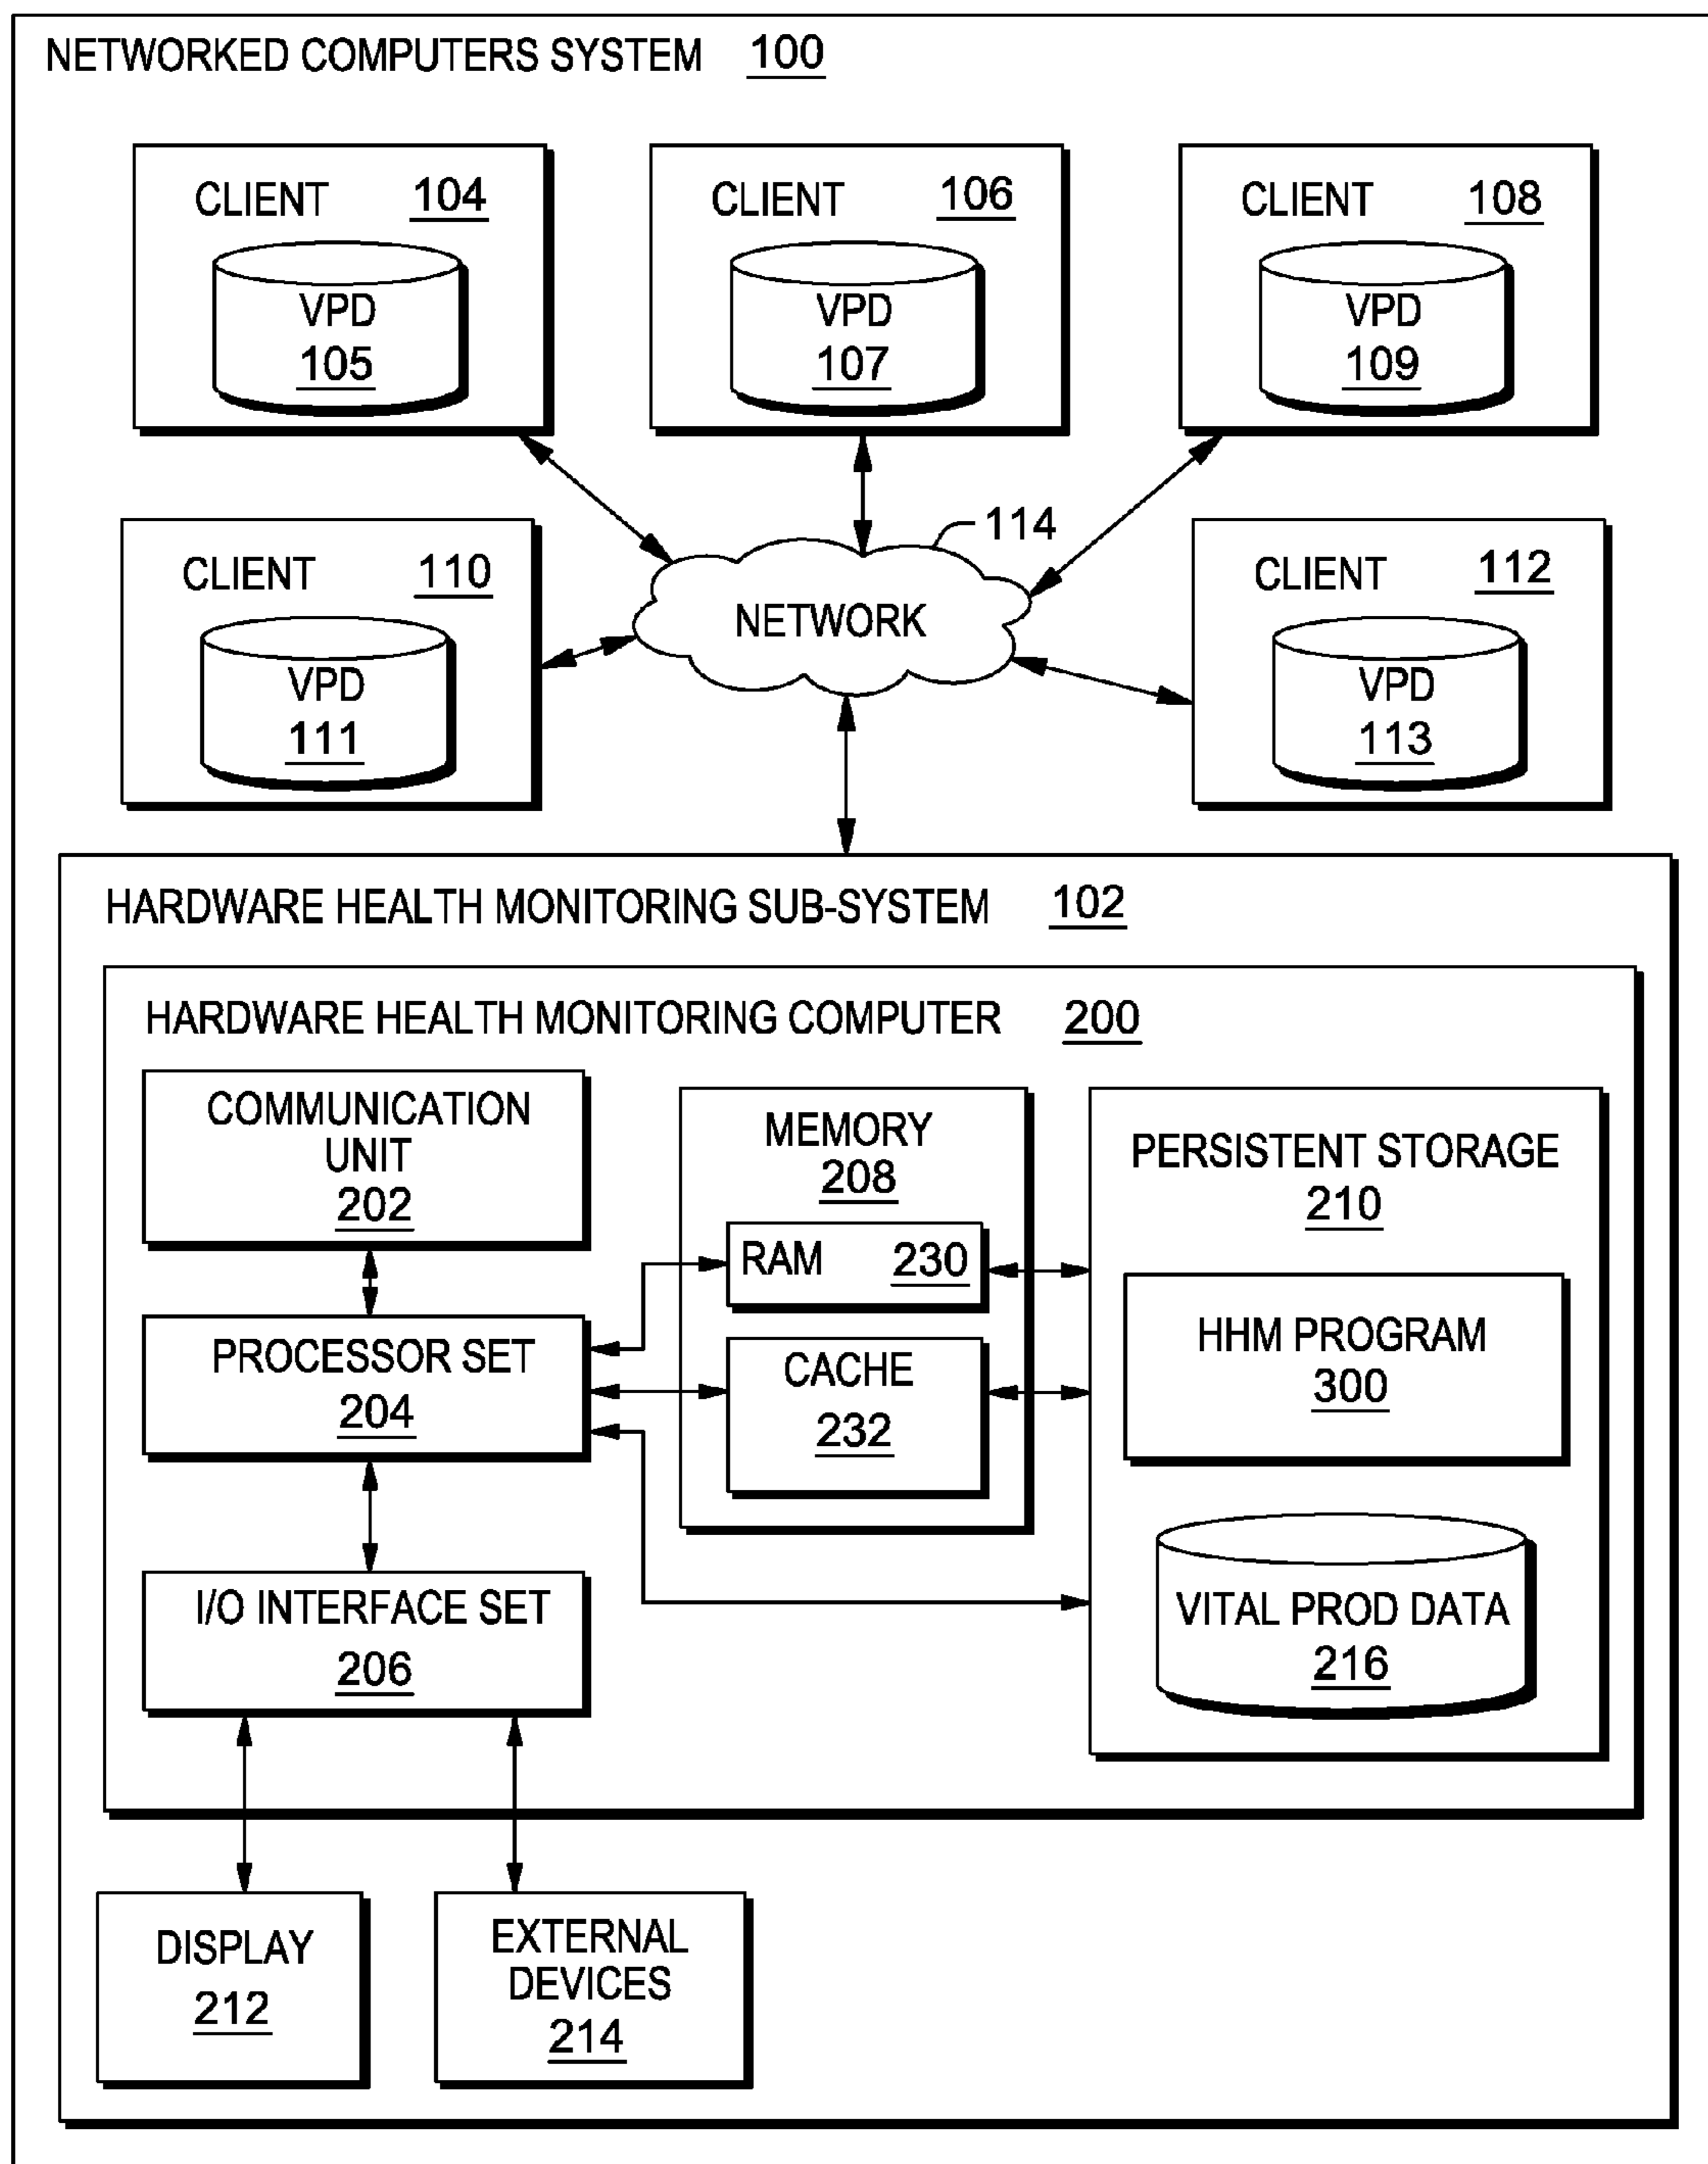 NETWORKED COMPUTERS SYSTEM 100
CLIENT 104
VPD
105
CLIENT 106
VPD
107
CLIENT 108
VPD
109
CLIENT 110
VPD
111
114
NETWORK
CLIENT 112
VPD
113
HARDWARE HEALTH MONITORING SUB-SYSTEM 102
HARDWARE HEALTH MONITORING COMPUTER 200
COMMUNICATION
UNIT
202
PROCESSOR SET
204
I/O INTERFACE SET
206
MEMORY
208
RAM 230
CACHE
232
PERSISTENT STORAGE
210
HHM PROGRAM
300
VITAL PROD DATA
216
DISPLAY
212
EXTERNAL
DEVICES
214